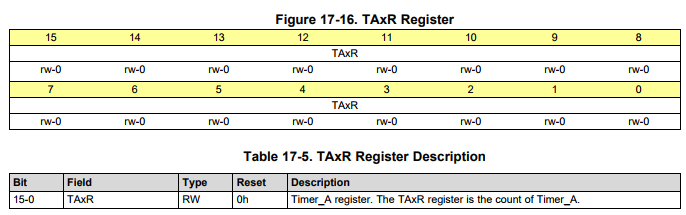 Figure 17-16. TAxR Register
15 14 13 12 11 10 9 8
TAxR
rw-0 rw-0 rw-0 rw-0 rw-0 rw-0 rw-0 rw-0
7 6 5 4 3 2 1 0
TAxR
rw-0 rw-0 rw-0 rw-0 rw-0 rw-0 rw-0 rw-0
Table 17-5. TAxR Register Description
Bit Field Type Reset Description
15-0 TAxR RW 0h Timer_A register. The TAxR register is the count of Timer_A.